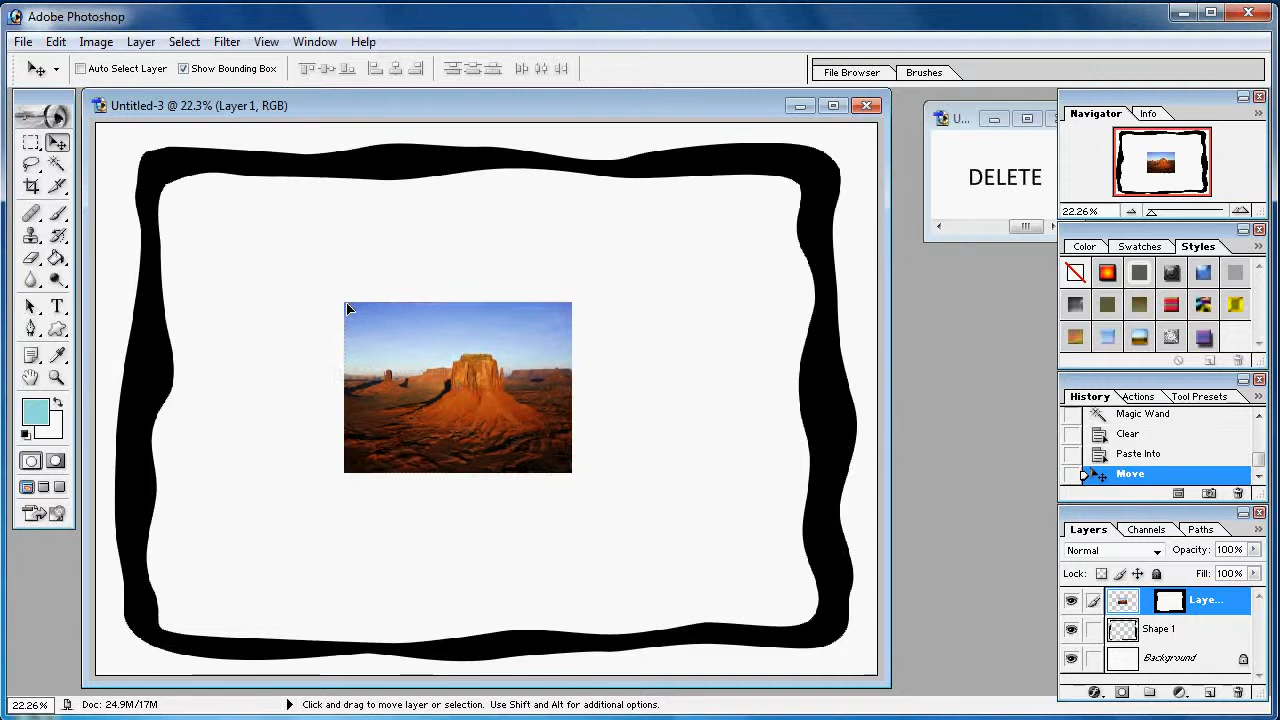 Adobe Photoshop
File Edit Image Layer Select Filter View Window Help
Auto Select Layer Show Bounding Box File Browser Brushes
Untitled-3 @ 22.3% (Layer 1, RGB)
U...
DELETE
Navigator Info
22.26%
Color Swatches Styles
History Actions Tool Presets
Magic Wand
Clear
Paste Into
Move
Layers Channels Paths
Normal Opacity: 100%
Lock: Fill: 100%
Laye...
Shape 1
Background
22.26% Doc: 24.9M/17M Click and drag to move layer or selection. Use Shift and Alt for additional options.